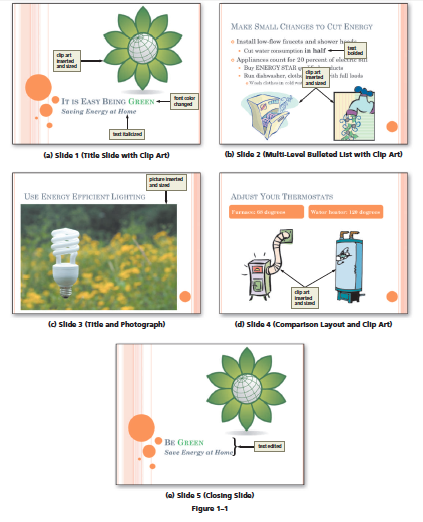 clip art
inserted
and sized
IT IS EASY BEING GREEN
Saving Energy at Home
font color
changed
text italicized
(a) Slide 1 (Title Slide with Clip Art)
MAKE SMALL CHANGES TO CUT ENERGY
Install low-flow faucets and shower
Cut water consumption in half
text
bolded
Appliances count for 20 percent of electric
Buy ENERGY STAR
Run dishwasher, with full loads
clip art
inserted
and sized
(b) Slide 2 (Multi-Level Bulleted List with Clip Art)
picture inserted
and sized
USE ENERGY EFFICIENT LIGHTING
(c) Slide 3 (Title and Photograph)
ADJUST YOUR THERMOSTATS
Furnace: 68 degrees
Water heater: 120 degrees
clip art
inserted
and sized
(d) Slide 4 (Comparison Layout and Clip Art)
BE GREEN
Save Energy at Home
text edited
(e) Slide 5 (Closing Slide)
Figure 1–1